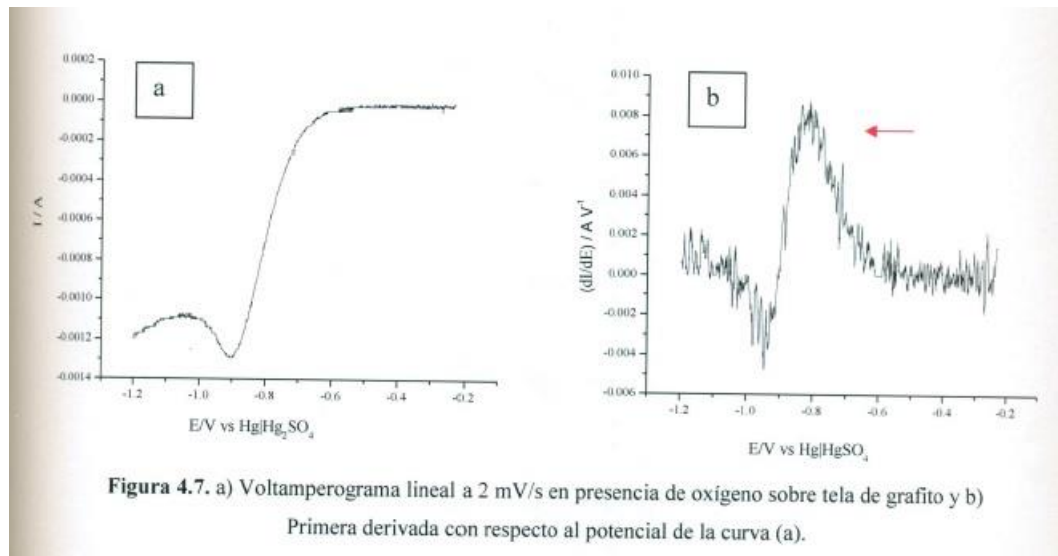 a
0.0002
0.0000
-0.0002
-0.0004
-0.0006
-0.0008
-0.0010
-0.0012
-0.0014
I / A
-1.2 -1.0 -0.8 -0.6 -0.4 -0.2
E/V vs Hg|Hg₂SO₄
b
0.010
0.008
0.006
0.004
0.002
0.000
-0.002
-0.004
-0.006
(dI/dE) / A V⁻¹
-1.2 -1.0 -0.8 -0.6 -0.4 -0.2
E/V vs Hg|HgSO₄
Figura 4.7. a) Voltamperograma lineal a 2 mV/s en presencia de oxígeno sobre tela de grafito y b)
Primera derivada con respecto al potencial de la curva (a).